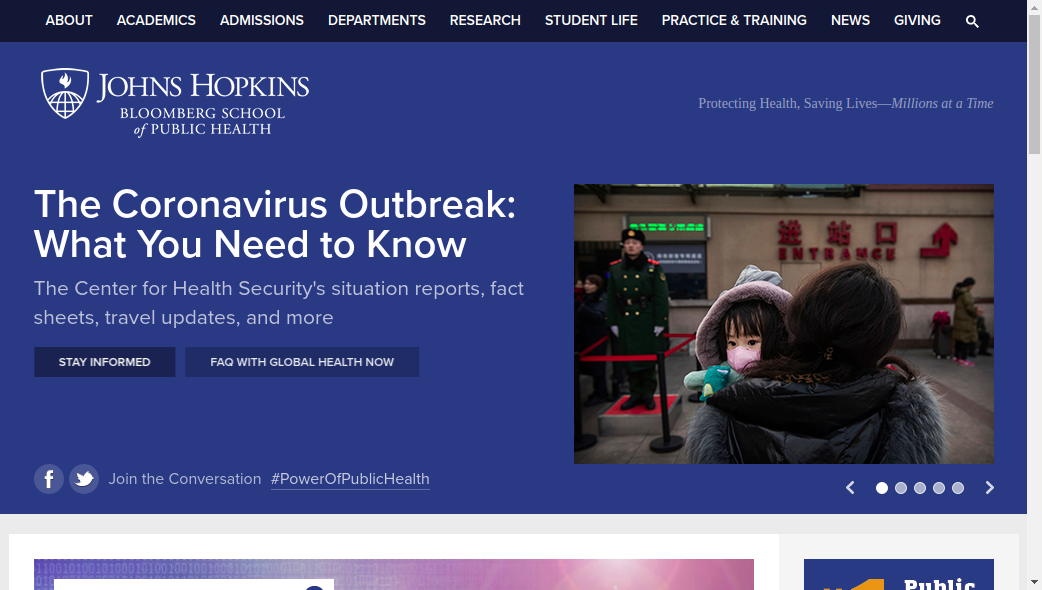 ABOUT ACADEMICS ADMISSIONS DEPARTMENTS RESEARCH STUDENT LIFE PRACTICE & TRAINING NEWS GIVING
JOHNS HOPKINS
BLOOMBERG SCHOOL
of PUBLIC HEALTH
Protecting Health, Saving Lives—Millions at a Time
The Coronavirus Outbreak:
What You Need to Know
The Center for Health Security's situation reports, fact
sheets, travel updates, and more
STAY INFORMED FAQ WITH GLOBAL HEALTH NOW
进站口
ENTRANCE
Join the Conversation #PowerOfPublicHealth
Public